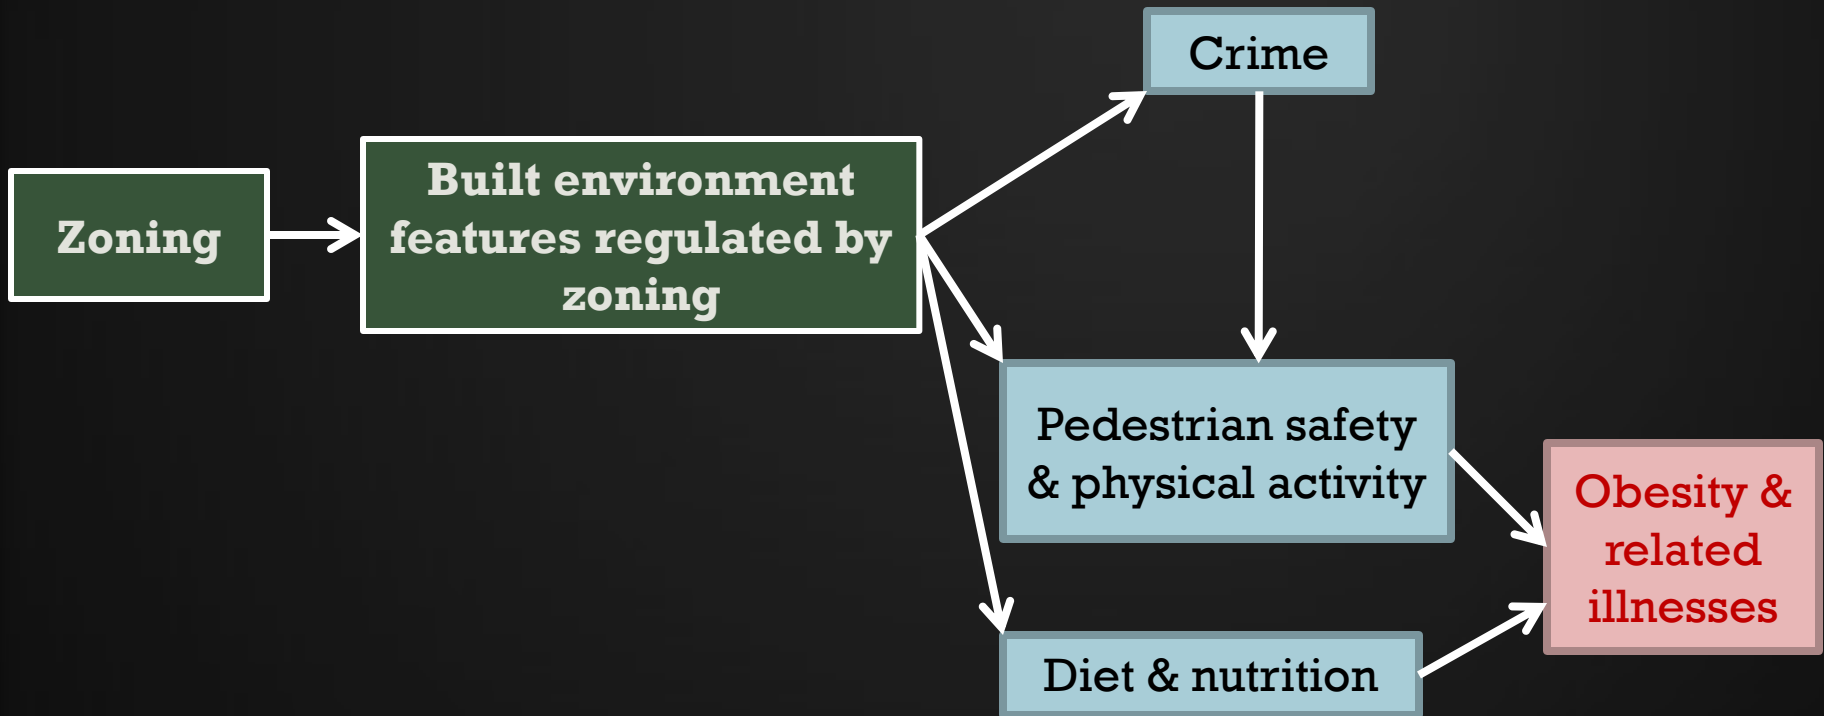 Crime
Zoning
Built environment
features regulated by
zoning
Pedestrian safety
& physical activity
Obesity &
related
illnesses
Diet & nutrition